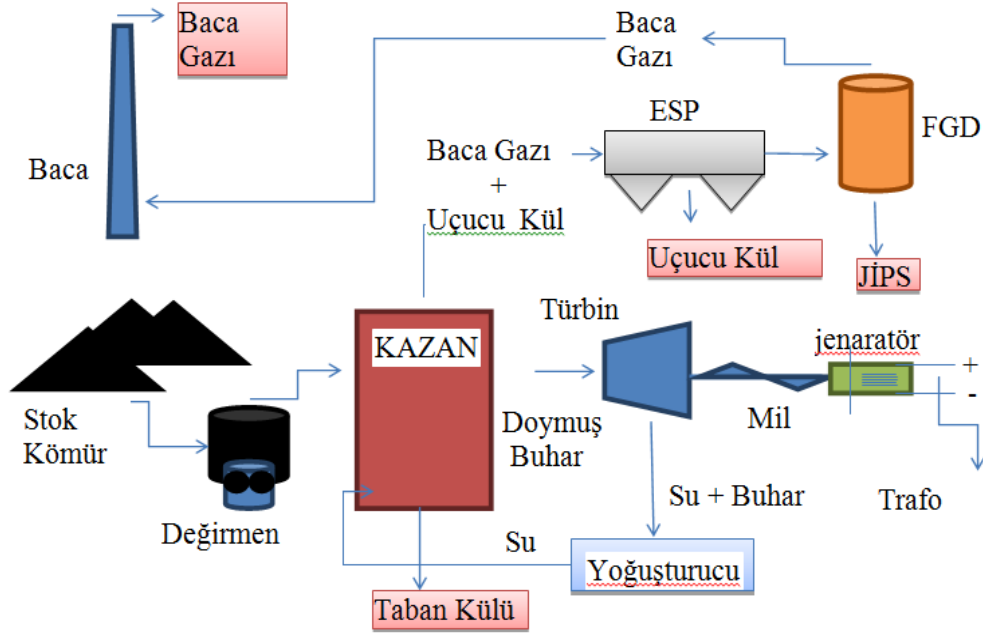 Baca
Gazı
Baca
Gazı
ESP
FGD
Baca
Baca Gazı
+
Uçucu Kül
Uçucu Kül
JİPS
Türbin
jenaratör
KAZAN
+
-
Stok
Kömür
Doymuş
Buhar
Mil
Değirmen
Su + Buhar
Trafo
Su
Yoğuşturucu
Taban Külü